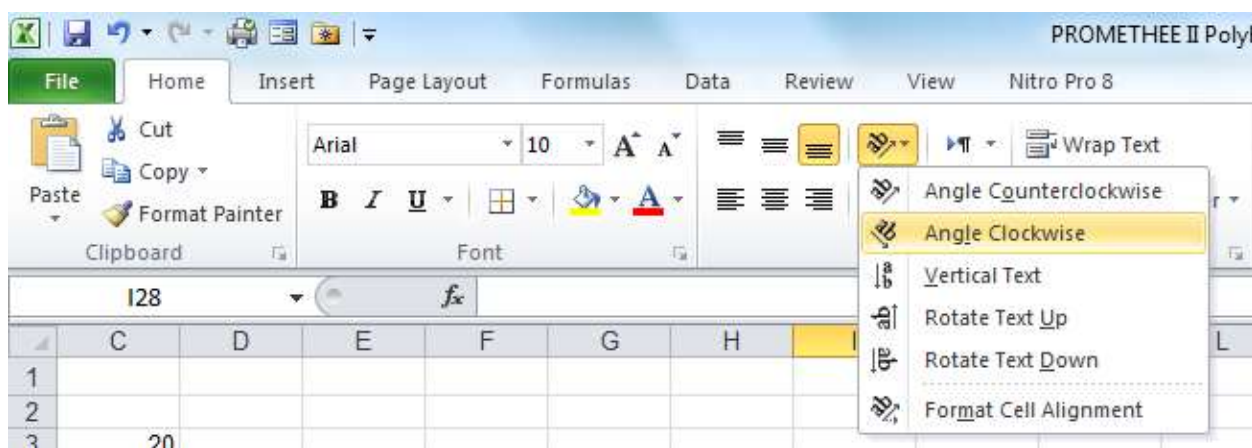 PROMETHEE II Poly
File Home Insert Page Layout Formulas Data Review View Nitro Pro 8
Cut
Copy
Format Painter
Paste
Clipboard
Arial 10 A A
B I U A
Font
Wrap Text
Angle Counterclockwise
Angle Clockwise
Vertical Text
Rotate Text Up
Rotate Text Down
Format Cell Alignment
I28 fx
C D E F G H I L
1
2
3 20